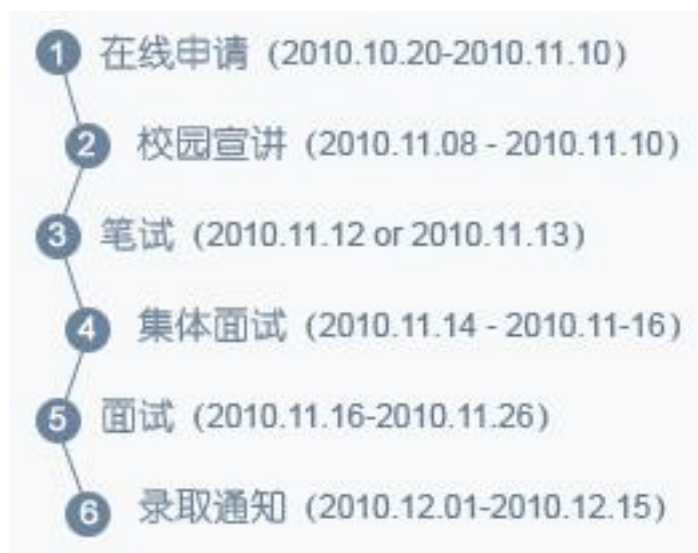 1 在线申请 (2010.10.20-2010.11.10)
2 校园宣讲 (2010.11.08 - 2010.11.10)
3 笔试 (2010.11.12 or 2010.11.13)
4 集体面试 (2010.11.14 - 2010.11-16)
5 面试 (2010.11.16-2010.11.26)
6 录取通知 (2010.12.01-2010.12.15)